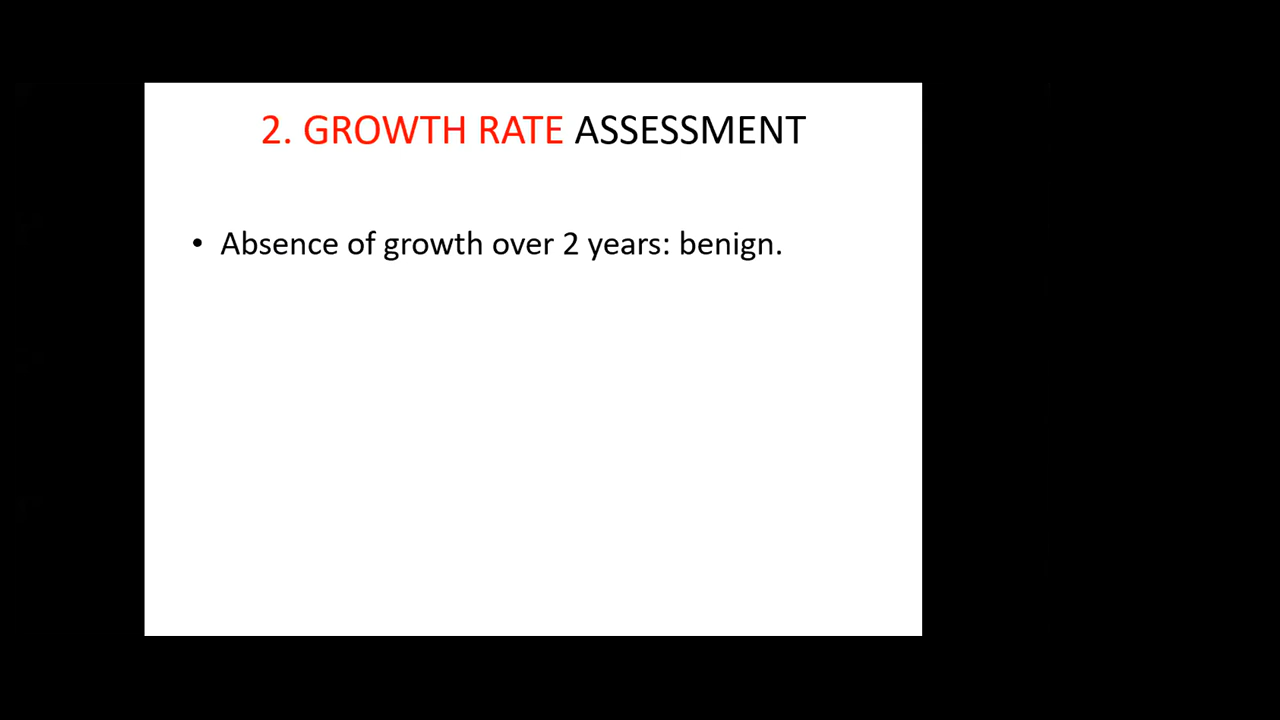 2. GROWTH RATE ASSESSMENT
• Absence of growth over 2 years: benign.